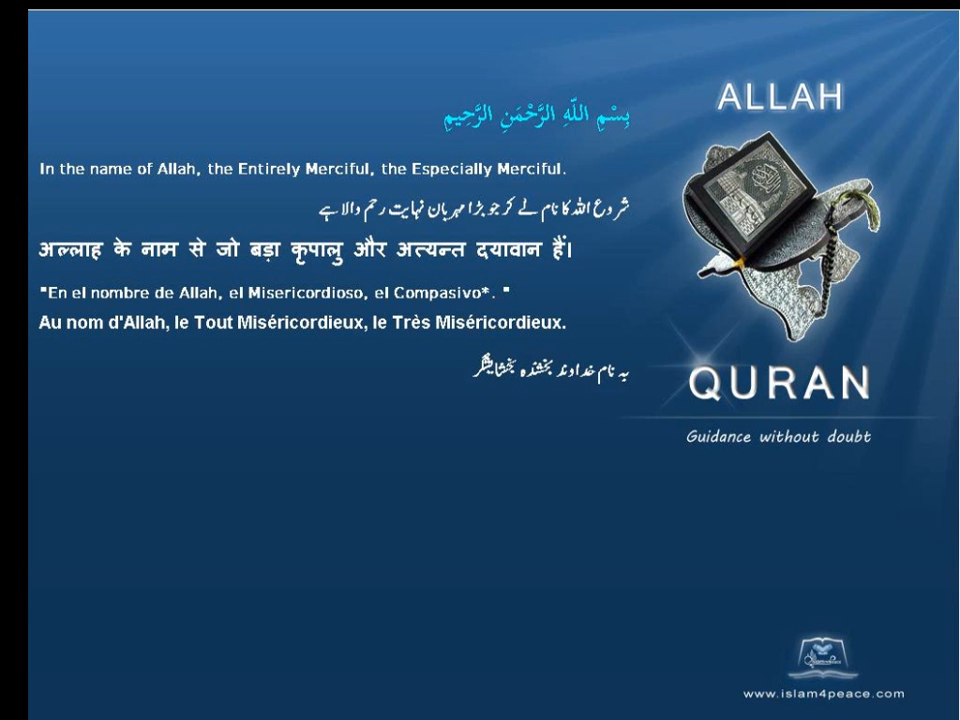 بِسْمِ اللَّهِ الرَّحْمَنِ الرَّحِيمِ
In the name of Allah, the Entirely Merciful, the Especially Merciful.
شروع الله کا نام لے کر جو بڑا مہربان نہایت رحم والا ہے
अल्लाह के नाम से जो बड़ा कृपालु और अत्यन्त दयावान हैं।
"En el nombre de Allah, el Misericordioso, el Compasivo*. "
Au nom d'Allah, le Tout Miséricordieux, le Très Miséricordieux.
به نام خداوند بخشنده بخشایشگر
ALLAH
QURAN
Guidance without doubt
www.islam4peace.com